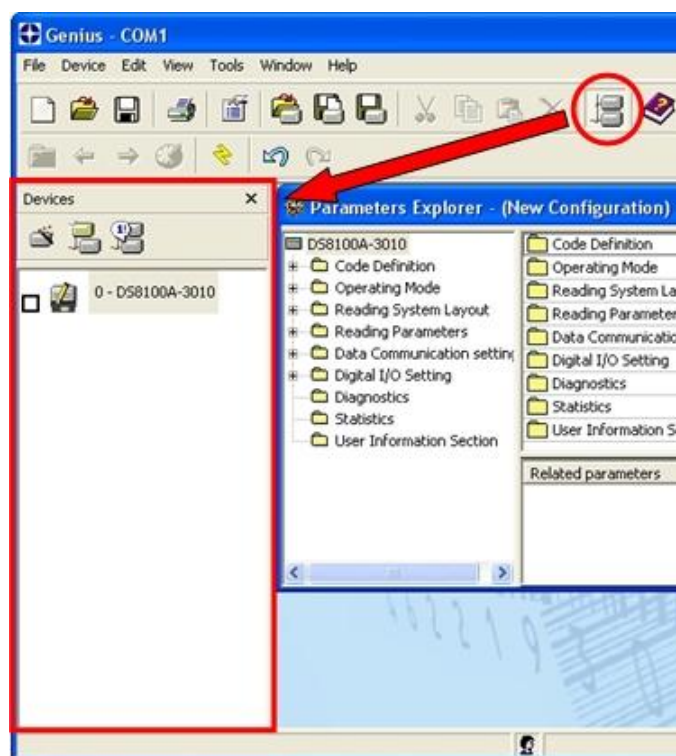 Genius - COM1
File Device Edit View Tools Window Help
Devices
0 - DS8100A-3010
Parameters Explorer - (New Configuration)
DS8100A-3010
Code Definition
Operating Mode
Reading System Layout
Reading Parameters
Data Communication setting
Digital I/O Setting
Diagnostics
Statistics
User Information Section
Code Definition
Operating Mode
Reading System La
Reading Parameter
Data Communicatio
Digital I/O Setting
Diagnostics
Statistics
User Information S
Related parameters